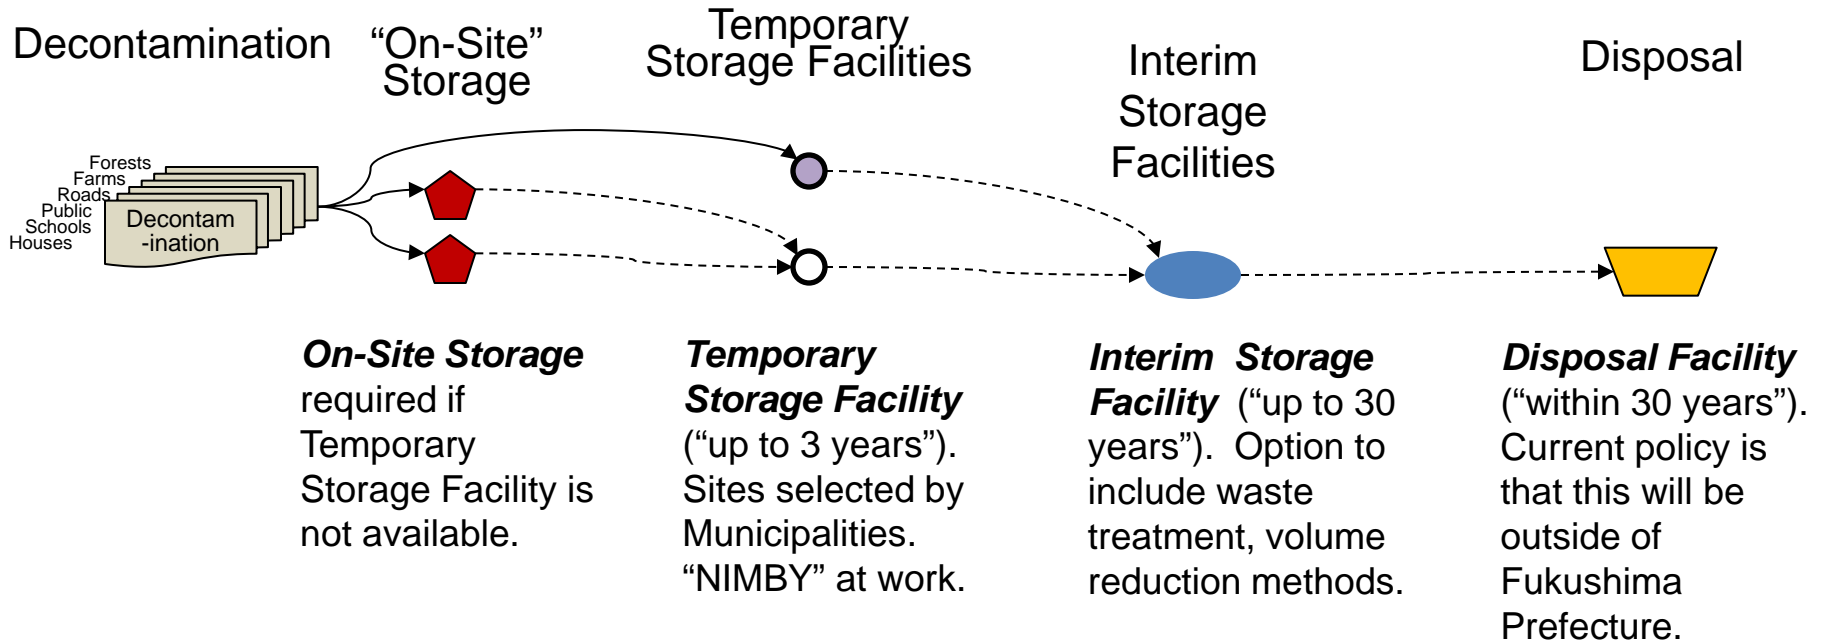 Decontamination
“On-Site”
Storage
Temporary
Storage Facilities
Interim
Storage
Facilities
Disposal
Forests
Farms
Roads
Public
Schools
Houses
Decontam
-ination
On-Site Storage
required if
Temporary
Storage Facility is
not available.
Temporary
Storage Facility
(“up to 3 years”).
Sites selected by
Municipalities.
“NIMBY” at work.
Interim Storage
Facility (“up to 30
years”). Option to
include waste
treatment, volume
reduction methods.
Disposal Facility
(“within 30 years”).
Current policy is
that this will be
outside of
Fukushima
Prefecture.